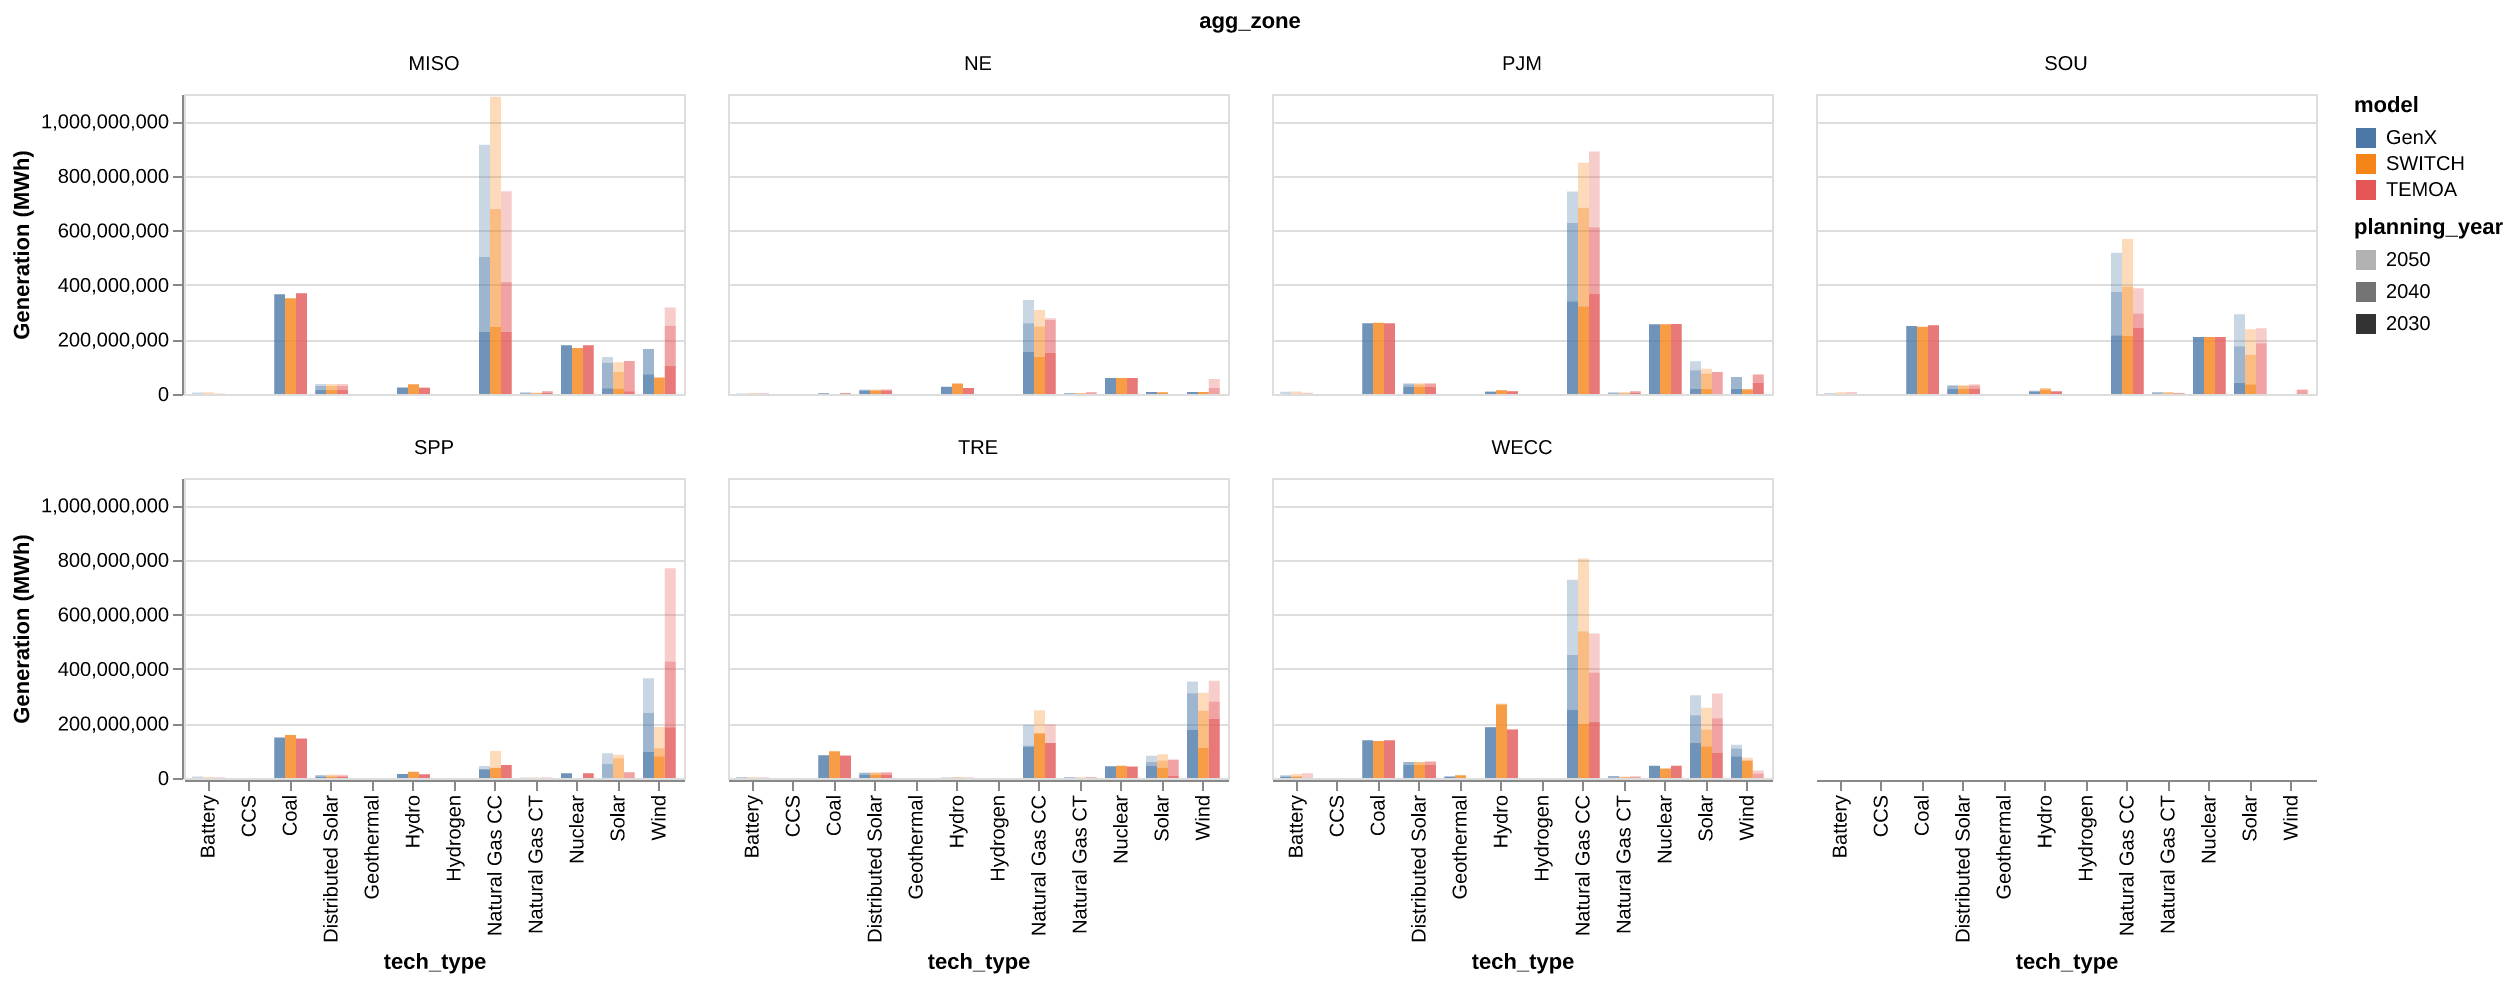 agg_zone
MISO
NE
PJM
SOU
Generation (MWh)
1,000,000,000
800,000,000
600,000,000
400,000,000
200,000,000
0
model
GenX
SWITCH
TEMOA
planning_year
2050
2040
2030
SPP
TRE
WECC
Generation (MWh)
1,000,000,000
800,000,000
600,000,000
400,000,000
200,000,000
0
Battery
CCS
Coal
Distributed Solar
Geothermal
Hydro
Hydrogen
Natural Gas CC
Natural Gas CT
Nuclear
Solar
Wind
Battery
CCS
Coal
Distributed Solar
Geothermal
Hydro
Hydrogen
Natural Gas CC
Natural Gas CT
Nuclear
Solar
Wind
Battery
CCS
Coal
Distributed Solar
Geothermal
Hydro
Hydrogen
Natural Gas CC
Natural Gas CT
Nuclear
Solar
Wind
Battery
CCS
Coal
Distributed Solar
Geothermal
Hydro
Hydrogen
Natural Gas CC
Natural Gas CT
Nuclear
Solar
Wind
tech_type
tech_type
tech_type
tech_type